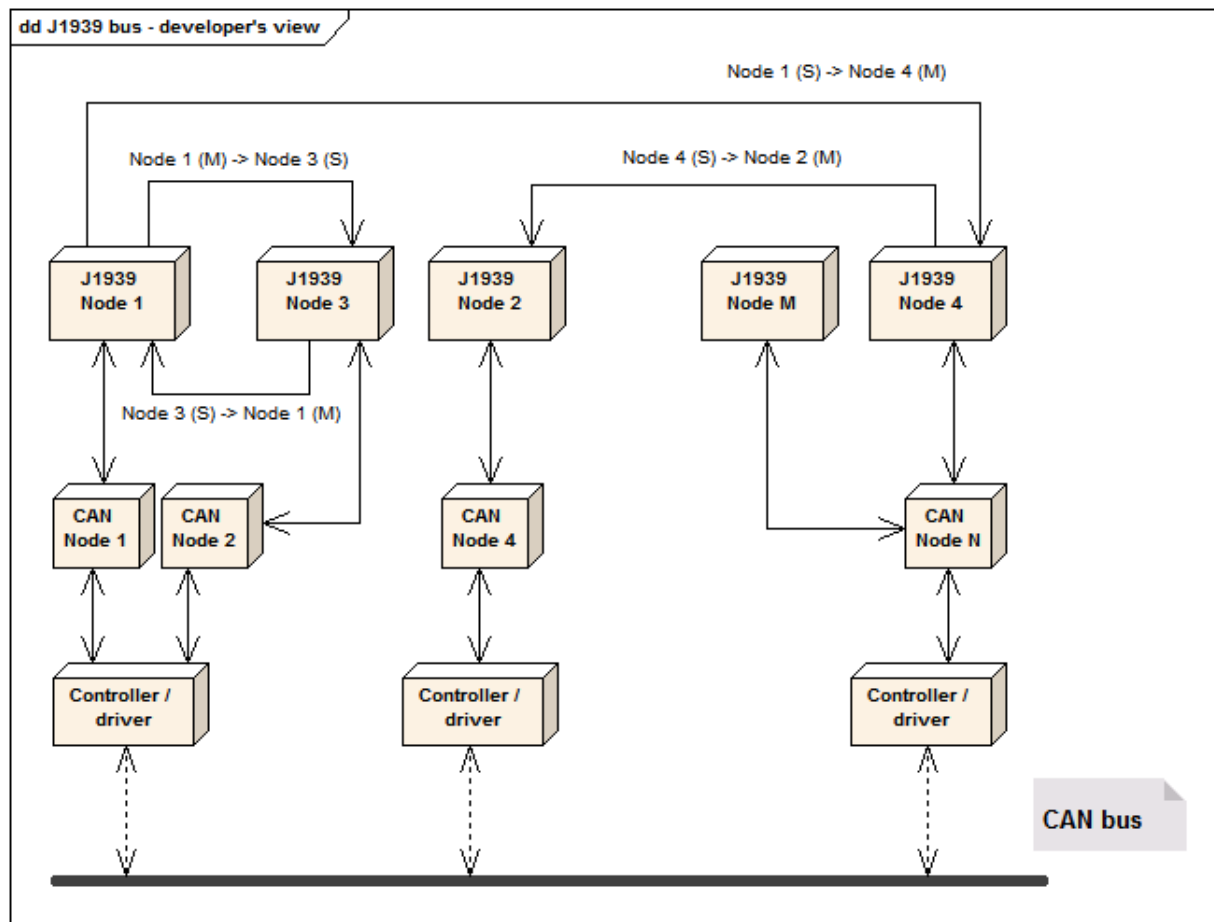 dd J1939 bus - developer's view
Node 1 (S) -> Node 4 (M)
Node 1 (M) -> Node 3 (S)
Node 4 (S) -> Node 2 (M)
J1939
Node 1
J1939
Node 3
J1939
Node 2
J1939
Node M
J1939
Node 4
Node 3 (S) -> Node 1 (M)
CAN
Node 1
CAN
Node 2
CAN
Node 4
CAN
Node N
Controller /
driver
Controller /
driver
Controller /
driver
CAN bus